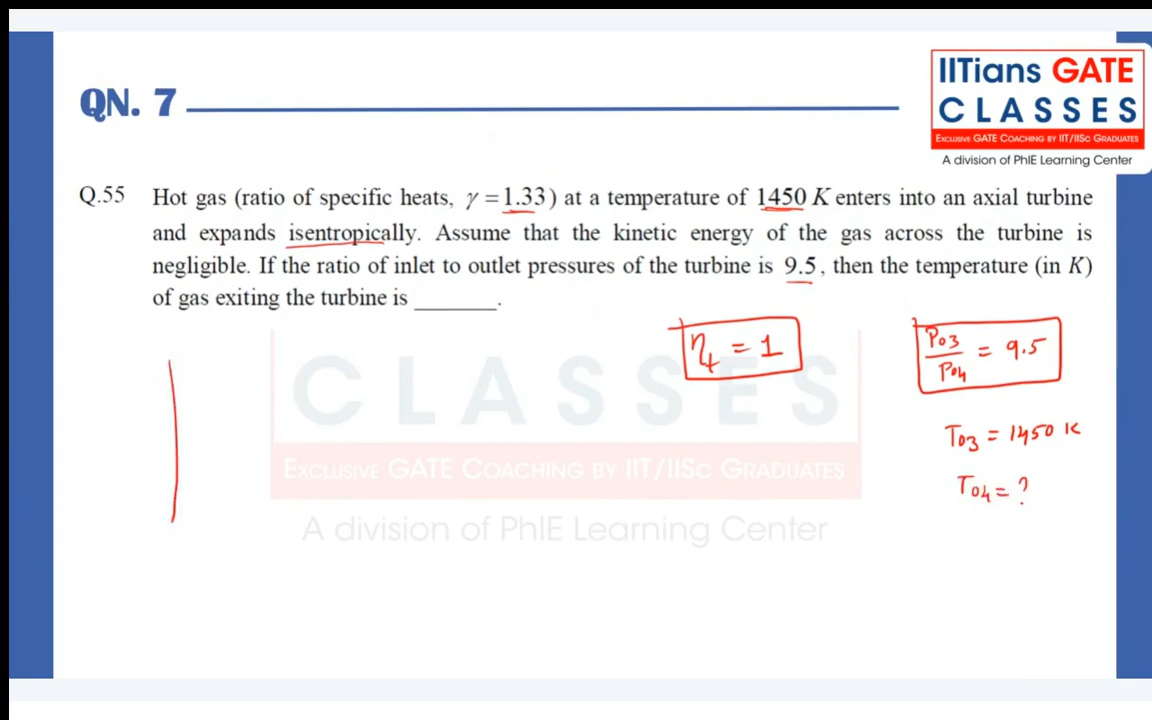 IITians GATE
CLASSES
EXCLUSIVE GATE COACHING BY IIT/IISC GRADUATES
A division of PhIE Learning Center
QN. 7
Q.55 Hot gas (ratio of specific heats, γ = 1.33) at a temperature of 1450 K enters into an axial turbine
and expands isentropically. Assume that the kinetic energy of the gas across the turbine is
negligible. If the ratio of inlet to outlet pressures of the turbine is 9.5, then the temperature (in K)
of gas exiting the turbine is ________.
ηt = 1
P03/P04 = 9.5
T03 = 1450 K
T04 = ?
CLASSES
EXCLUSIVE GATE COACHING BY IIT/IISC GRADUATES
A division of PhIE Learning Center